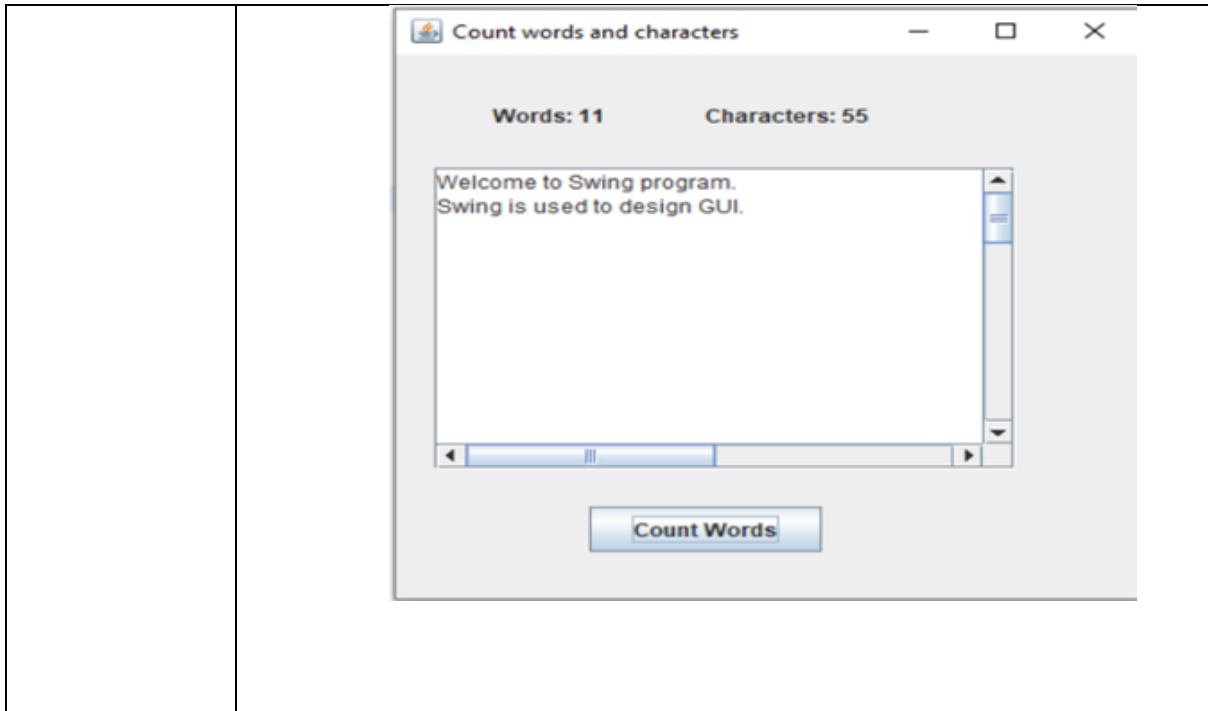 Count words and characters
Words: 11 Characters: 55
Welcome to Swing program.
Swing is used to design GUI.
Count Words